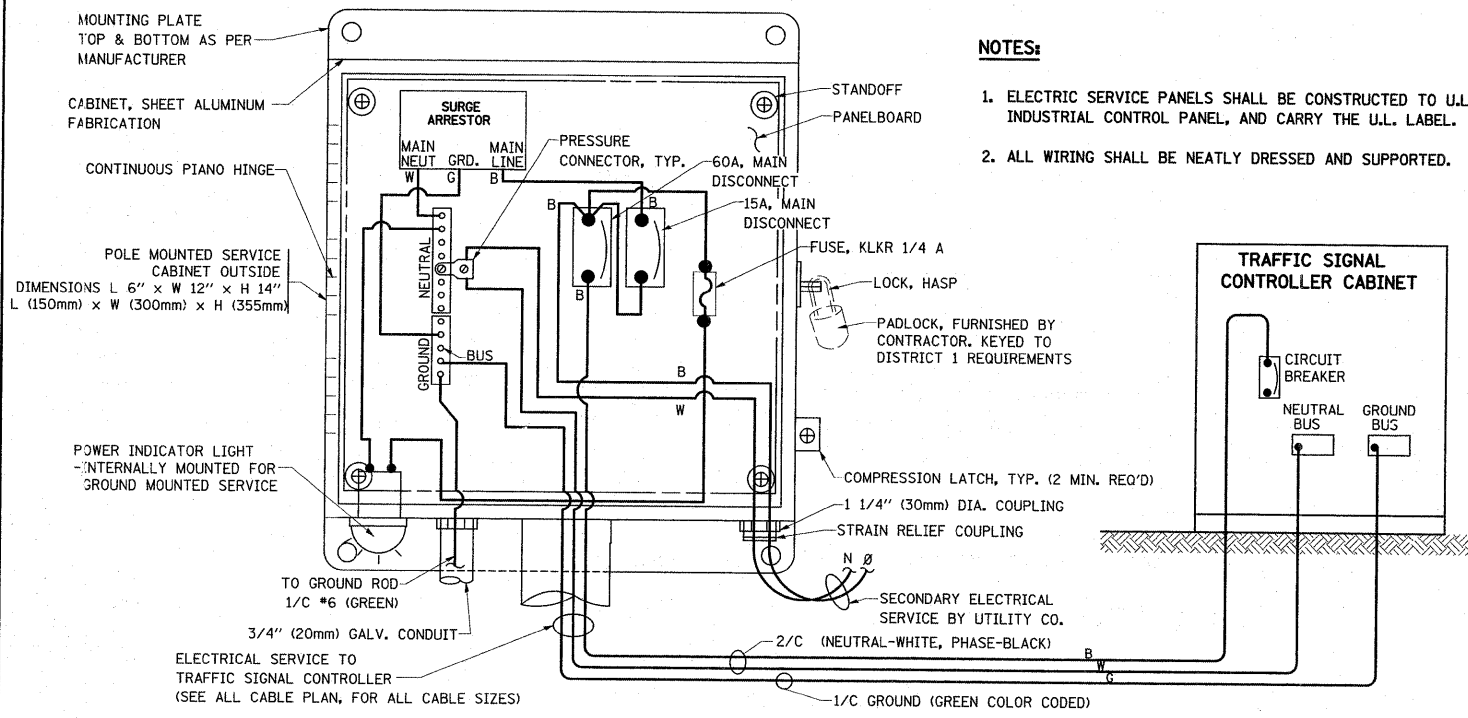 MOUNTING PLATE
TOP & BOTTOM AS PER
MANUFACTURER
CABINET, SHEET ALUMINUM
FABRICATION
CONTINUOUS PIANO HINGE
POLE MOUNTED SERVICE
CABINET OUTSIDE
DIMENSIONS L 6" x W 12" x H 14"
L (150mm) x W (300mm) x H (355mm)
POWER INDICATOR LIGHT
-INTERNALLY MOUNTED FOR
GROUND MOUNTED SERVICE
SURGE
ARRESTOR
MAIN
NEUT
GRD.
MAIN
LINE
W
G
B
PRESSURE
CONNECTOR, TYP.
60A, MAIN
DISCONNECT
15A, MAIN
DISCONNECT
B
B
B
NEUTRAL
GROUND
BUS
B
W
STANDOFF
PANELBOARD
FUSE, KLKR 1/4 A
LOCK, HASP
PADLOCK, FURNISHED BY
CONTRACTOR. KEYED TO
DISTRICT 1 REQUIREMENTS
COMPRESSION LATCH, TYP. (2 MIN. REQ'D)
1 1/4" (30mm) DIA. COUPLING
STRAIN RELIEF COUPLING
N Ø
SECONDARY ELECTRICAL
SERVICE BY UTILITY CO.
TO GROUND ROD
1/C #6 (GREEN)
3/4" (20mm) GALV. CONDUIT
ELECTRICAL SERVICE TO
TRAFFIC SIGNAL CONTROLLER
(SEE ALL CABLE PLAN, FOR ALL CABLE SIZES)
2/C (NEUTRAL-WHITE, PHASE-BLACK)
B
W
G
1/C GROUND (GREEN COLOR CODED)
NOTES:
1. ELECTRIC SERVICE PANELS SHALL BE CONSTRUCTED TO U.L
INDUSTRIAL CONTROL PANEL, AND CARRY THE U.L. LABEL.
2. ALL WIRING SHALL BE NEATLY DRESSED AND SUPPORTED.
TRAFFIC SIGNAL
CONTROLLER CABINET
CIRCUIT
BREAKER
NEUTRAL
BUS
GROUND
BUS